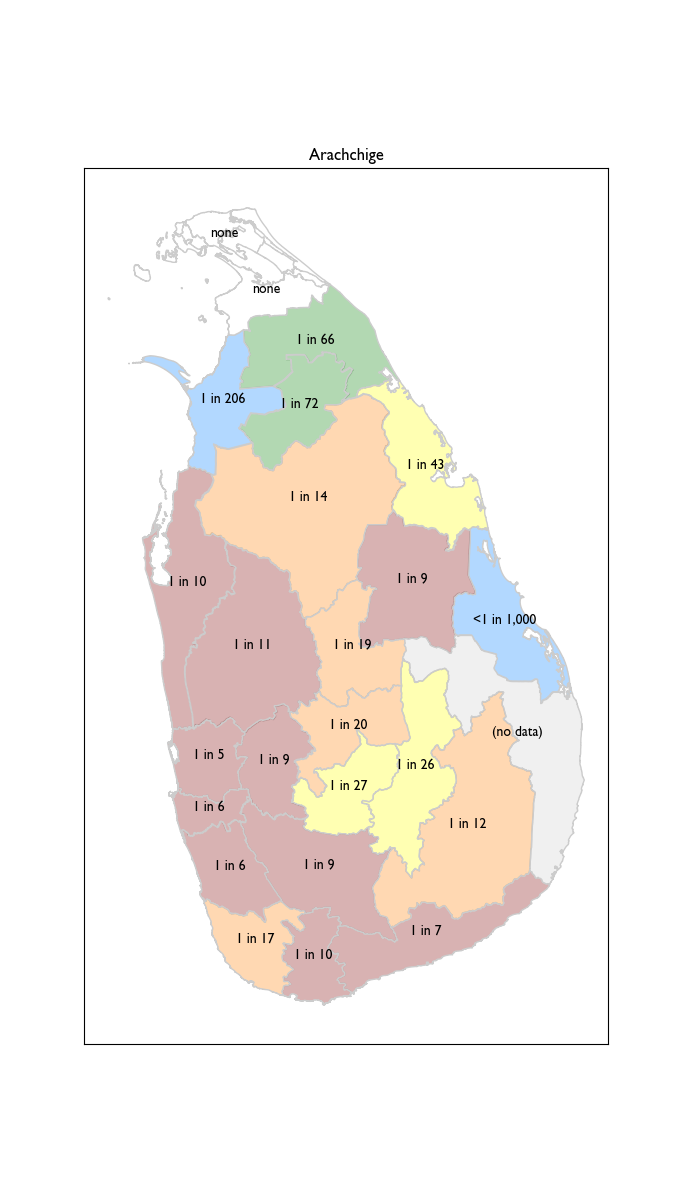 Arachchige
none
none
1 in 66
1 in 206
1 in 72
1 in 43
1 in 14
1 in 9
1 in 10
<1 in 1,000
1 in 11
1 in 19
1 in 20
(no data)
1 in 5
1 in 9
1 in 26
1 in 27
1 in 6
1 in 12
1 in 6
1 in 9
1 in 7
1 in 17
1 in 10